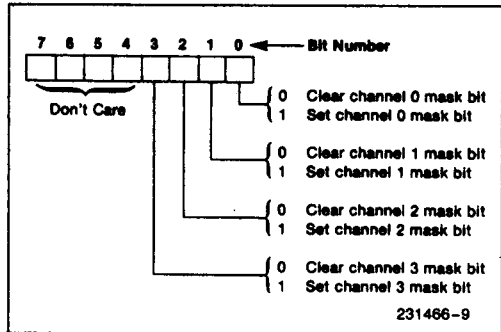 7 6 5 4 3 2 1 0 Bit Number
Don't Care
0 Clear channel 0 mask bit
1 Set channel 0 mask bit
0 Clear channel 1 mask bit
1 Set channel 1 mask bit
0 Clear channel 2 mask bit
1 Set channel 2 mask bit
0 Clear channel 3 mask bit
1 Set channel 3 mask bit
231466-9